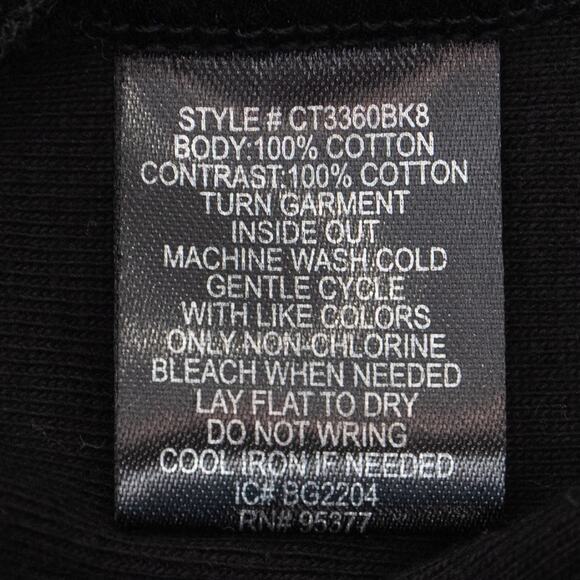 STYLE # CT3360BK8
BODY:100% COTTON
CONTRAST:100% COTTON
TURN GARMENT
INSIDE OUT
MACHINE WASH COLD
GENTLE CYCLE
WITH LIKE COLORS
ONLY NON-CHLORINE
BLEACH WHEN NEEDED
LAY FLAT TO DRY
DO NOT WRING
COOL IRON IF NEEDED
IC# BG2204
RN# 95377